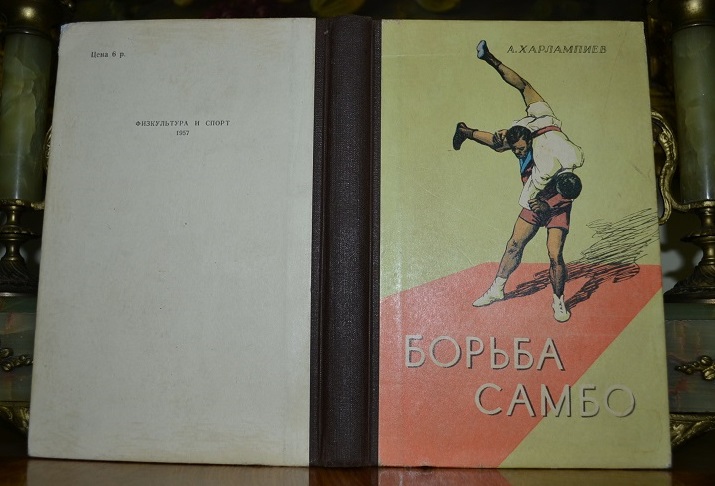 Цена 6 р.
ФИЗКУЛЬТУРА И СПОРТ
1957
А. ХАРЛАМПИЕВ
БОРЬБА
САМБО